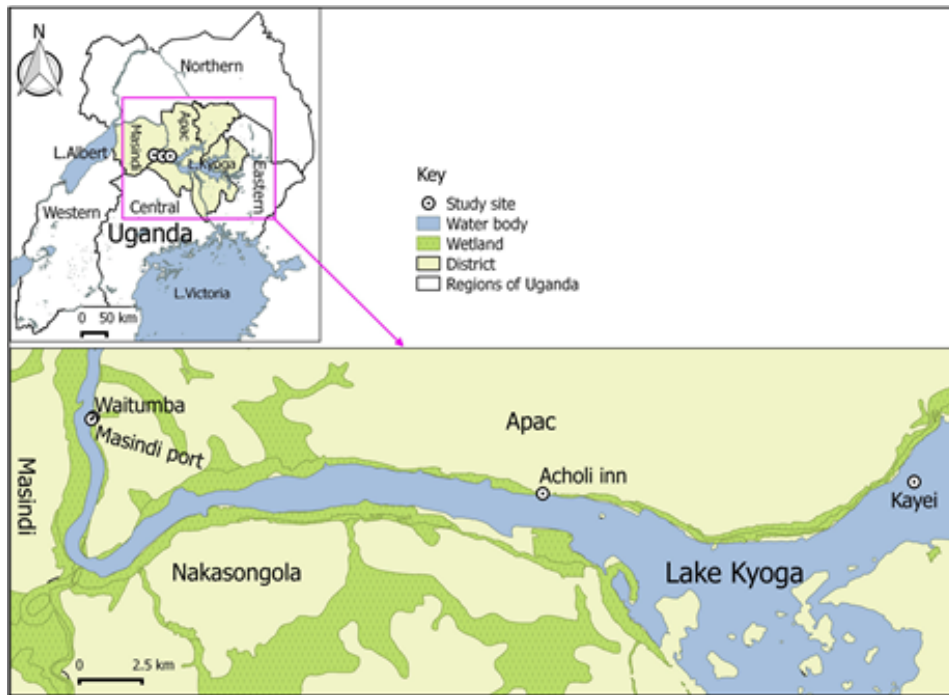 N
Northern
Apac
Masindi
L.Albert
L.Kyoga
Eastern
Western
Central
Uganda
L.Victoria
0 50 km
Key
Study site
Water body
Wetland
District
Regions of Uganda
Waitumba
Masindi port
Apac
Acholi inn
Kayei
Masindi
Nakasongola
Lake Kyoga
0 2.5 km